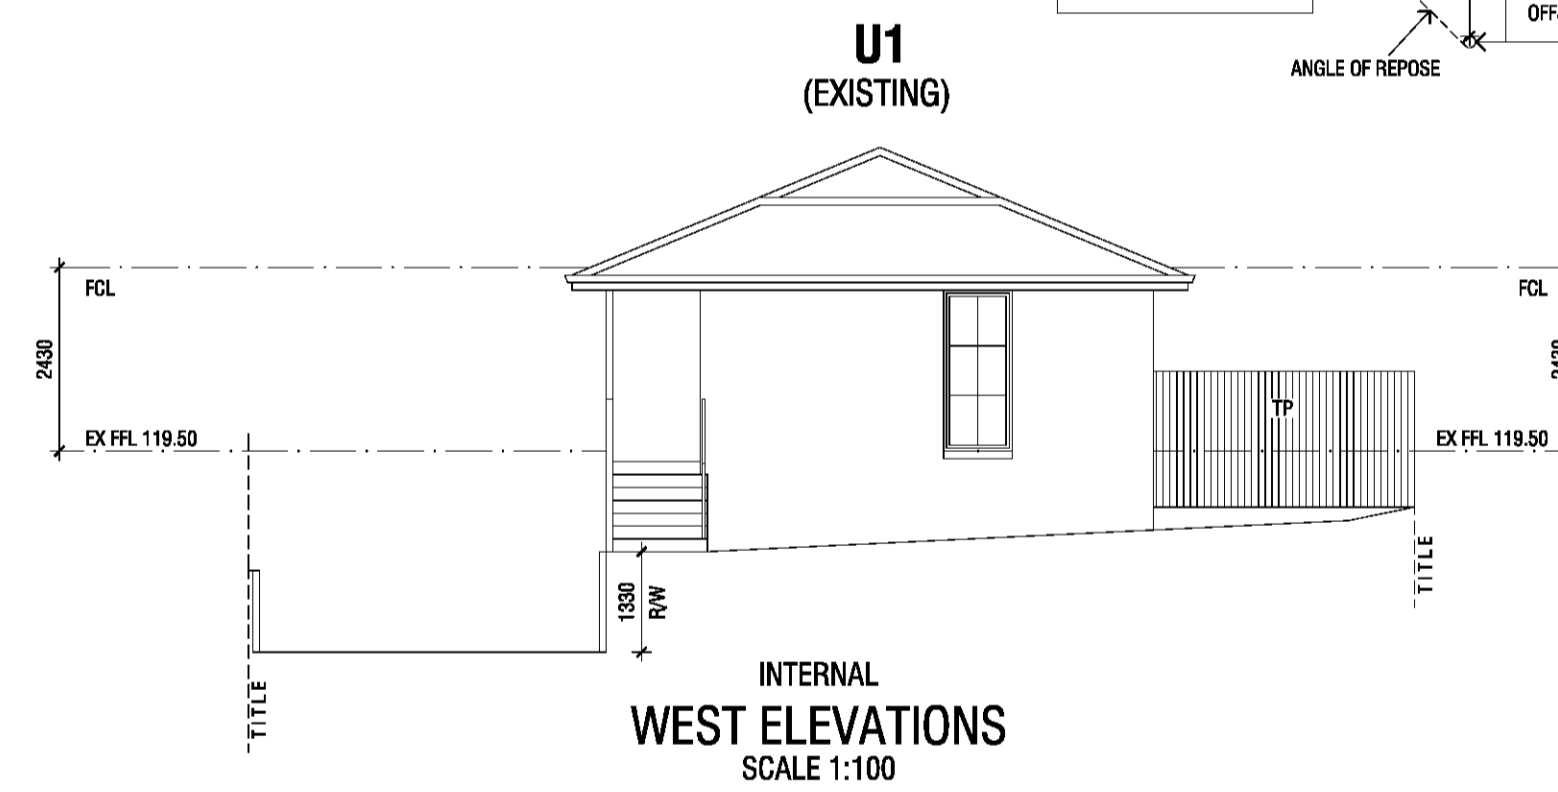 OFF
ANGLE OF REPOSE
U1
(EXISTING)
FCL
FCL
2430
EX FFL 119.50
TP
EX FFL 119.50
1330
R/W
TITLE
TITLE
INTERNAL
WEST ELEVATIONS
SCALE 1:100